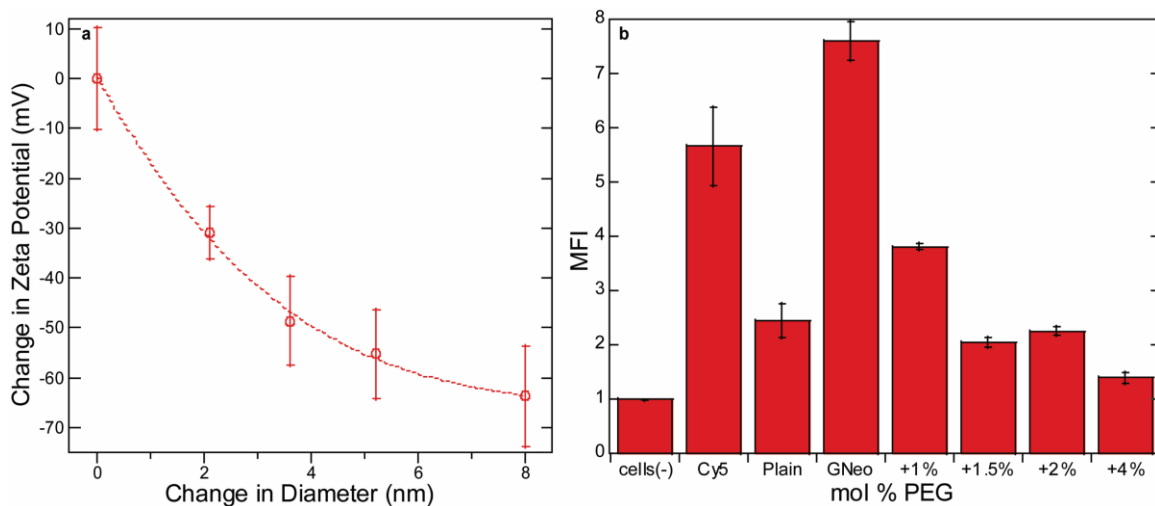 a
Change in Zeta Potential (mV)
10
0
-10
-20
-30
-40
-50
-60
-70
0
2
4
6
8
Change in Diameter (nm)
b
MFI
8
7
6
5
4
3
2
1
0
cells(-)
Cy5
Plain
GNeo
+1%
+1.5%
+2%
+4%
mol % PEG